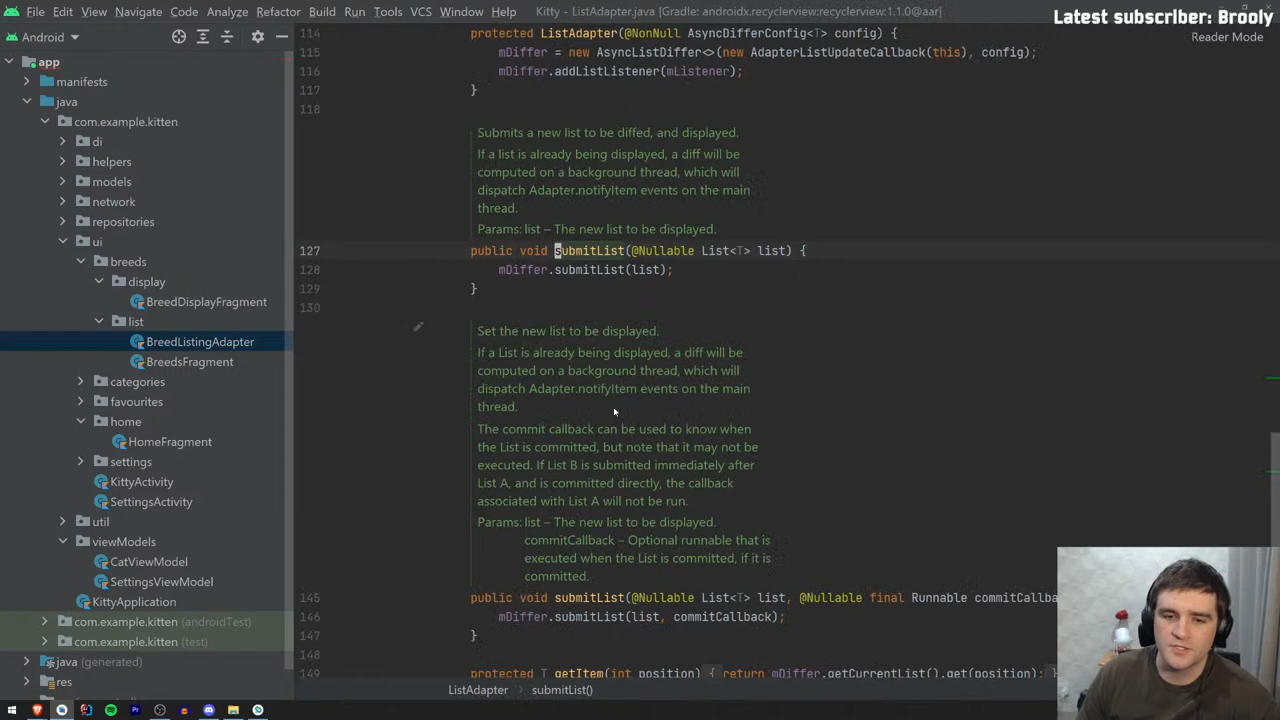 File Edit View Navigate Code Analyze Refactor Build Run Tools VCS Window Help Kitty - ListAdapter.java [Gradle: androidx.recyclerview:recyclerview:1.1.0@aar]
Latest subscriber: Brooly
Android
Reader Mode
app
manifests
java
com.example.kitten
di
helpers
models
network
repositories
ui
breeds
display
BreedDisplayFragment
list
BreedListingAdapter
BreedsFragment
categories
favourites
home
HomeFragment
settings
KittyActivity
SettingsActivity
util
viewModels
CatViewModel
SettingsViewModel
KittyApplication
com.example.kitten (androidTest)
com.example.kitten (test)
java (generated)
res
114 protected ListAdapter(@NonNull AsyncDifferConfig<T> config) {
115 mDiffer = new AsyncListDiffer<>(new AdapterListUpdateCallback(this), config);
116 mDiffer.addListListener(mListener);
117 }
118
Submits a new list to be diffed, and displayed.
If a list is already being displayed, a diff will be
computed on a background thread, which will
dispatch Adapter.notifyItem events on the main
thread.
Params: list – The new list to be displayed.
127 public void submitList(@Nullable List<T> list) {
128 mDiffer.submitList(list);
129 }
130
Set the new list to be displayed.
If a List is already being displayed, a diff will be
computed on a background thread, which will
dispatch Adapter.notifyItem events on the main
thread.
The commit callback can be used to know when
the List is committed, but note that it may not be
executed. If List B is submitted immediately after
List A, and is committed directly, the callback
associated with List A will not be run.
Params: list – The new list to be displayed.
commitCallback – Optional runnable that is
executed when the List is committed, if it is
committed.
145 public void submitList(@Nullable List<T> list, @Nullable final Runnable commitCallba
146 mDiffer.submitList(list, commitCallback);
147 }
149 protected T getItem(int position) { return mDiffer.getCurrentList().get(position); }
ListAdapter submitList()